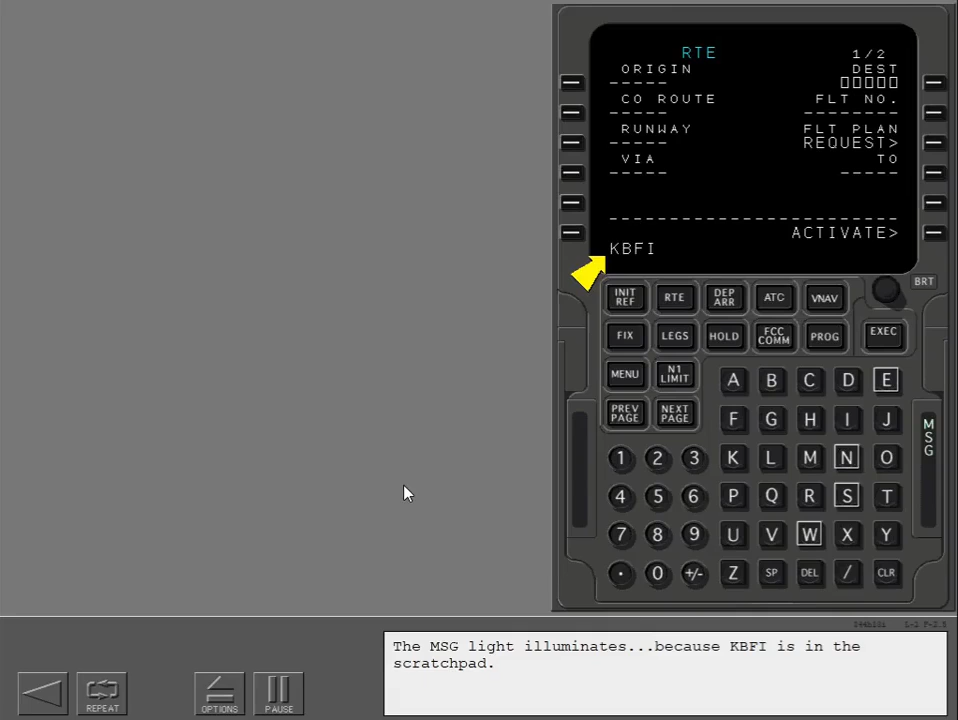 RTE 1/2
ORIGIN DEST
-----
CO ROUTE FLT NO.
----- --------
RUNWAY FLT PLAN
----- REQUEST>
VIA TO
----- -----
------------------------
ACTIVATE>
KBFI
BRT
INIT REF RTE DEP ARR ATC VNAV
FIX LEGS HOLD FCC COMM PROG EXEC
MENU N1 LIMIT
PREV PAGE NEXT PAGE
A B C D E
F G H I J
1 2 3 K L M N O
4 5 6 P Q R S T
7 8 9 U V W X Y
. 0 +/- Z SP DEL / CLR
MSG
The MSG light illuminates...because KBFI is in the
scratchpad.
REPEAT OPTIONS PAUSE